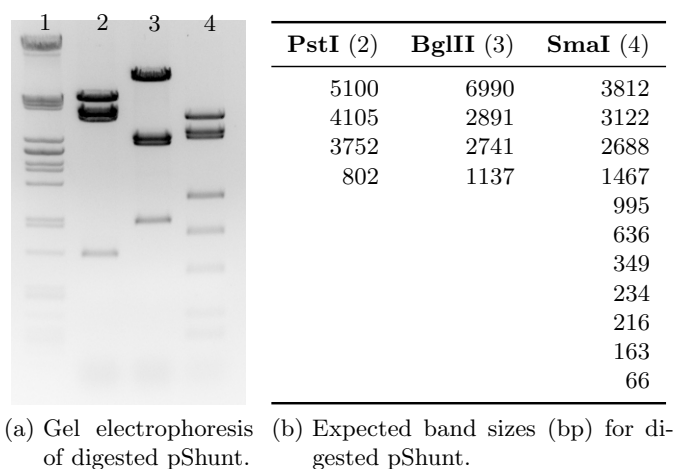 1 2 3 4
PstI (2) BglII (3) SmaI (4)
5100 6990 3812
4105 2891 3122
3752 2741 2688
802 1137 1467
995
636
349
234
216
163
66
(a) Gel electrophoresis
of digested pShunt.
(b) Expected band sizes (bp) for di-
gested pShunt.